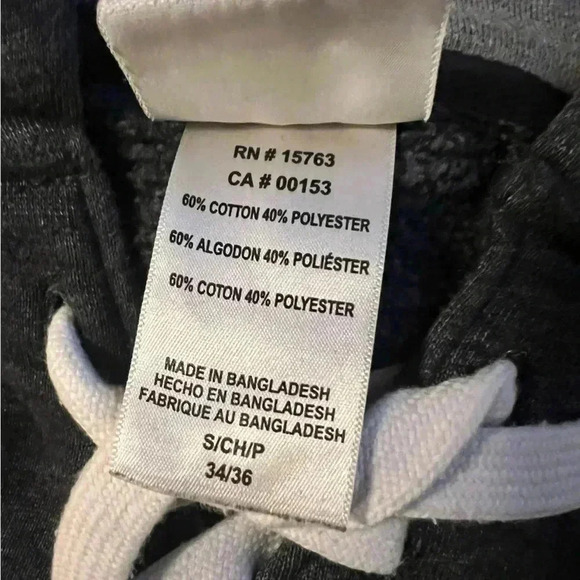 RN # 15763
CA # 00153
60% COTTON 40% POLYESTER
60% ALGODON 40% POLIÉSTER
60% COTON 40% POLYESTER
MADE IN BANGLADESH
HECHO EN BANGLADESH
FABRIQUE AU BANGLADESH
S/CH/P
34/36